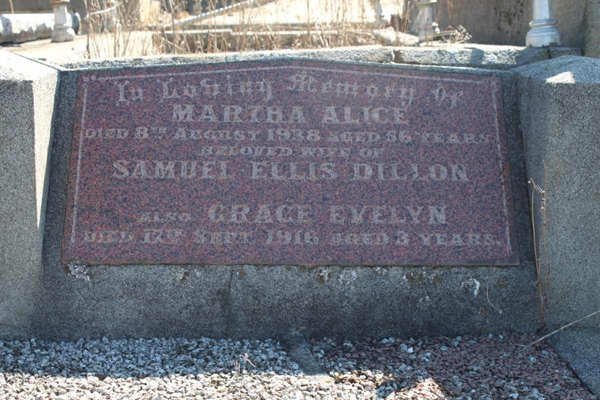 In Loving Memory Of
MARTHA ALICE
DIED 8TH AUGUST 1938 AGED 56 YEARS.
BELOVED WIFE OF
SAMUEL ELLIS DILLON
ALSO GRACE EVELYN
DIED 17TH SEPT. 1916 AGED 3 YEARS.